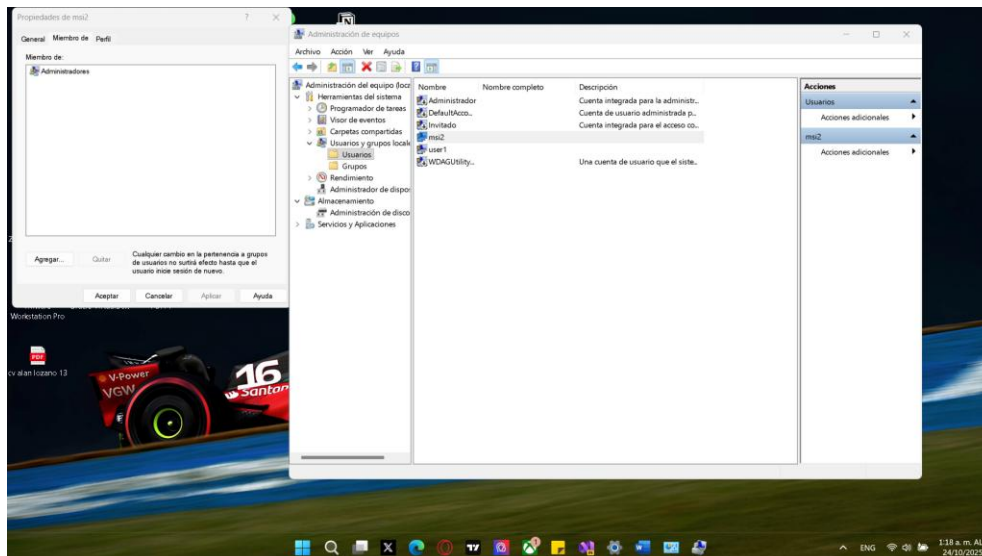 Propiedades de msi2
General Miembro de Perfil
Miembro de:
Administradores
Agregar... Quitar
Cualquier cambio en la pertenencia a grupos
de usuarios no surtirá efecto hasta que el
usuario inicie sesión de nuevo.
Aceptar Cancelar Aplicar Ayuda
Administración de equipos
Archivo Acción Ver Ayuda
Administración del equipo (loca
Herramientas del sistema
Programador de tareas
Visor de eventos
Carpetas compartidas
Usuarios y grupos locale
Usuarios
Grupos
Rendimiento
Administrador de dispos
Almacenamiento
Administración de disco
Servicios y Aplicaciones
Nombre Nombre completo Descripción
Administrador Cuenta integrada para la administr...
DefaultAcco... Cuenta de usuario administrada p...
Invitado Cuenta integrada para el acceso co...
msi2
user1
WDAGUtility... Una cuenta de usuario que el siste...
Acciones
Usuarios
Acciones adicionales
msi2
Acciones adicionales
Workstation Pro
PDF
cv alan lozano 13
V-Power
VGW
16
Santan
ENG
1:18 a. m. AL
24/10/2025